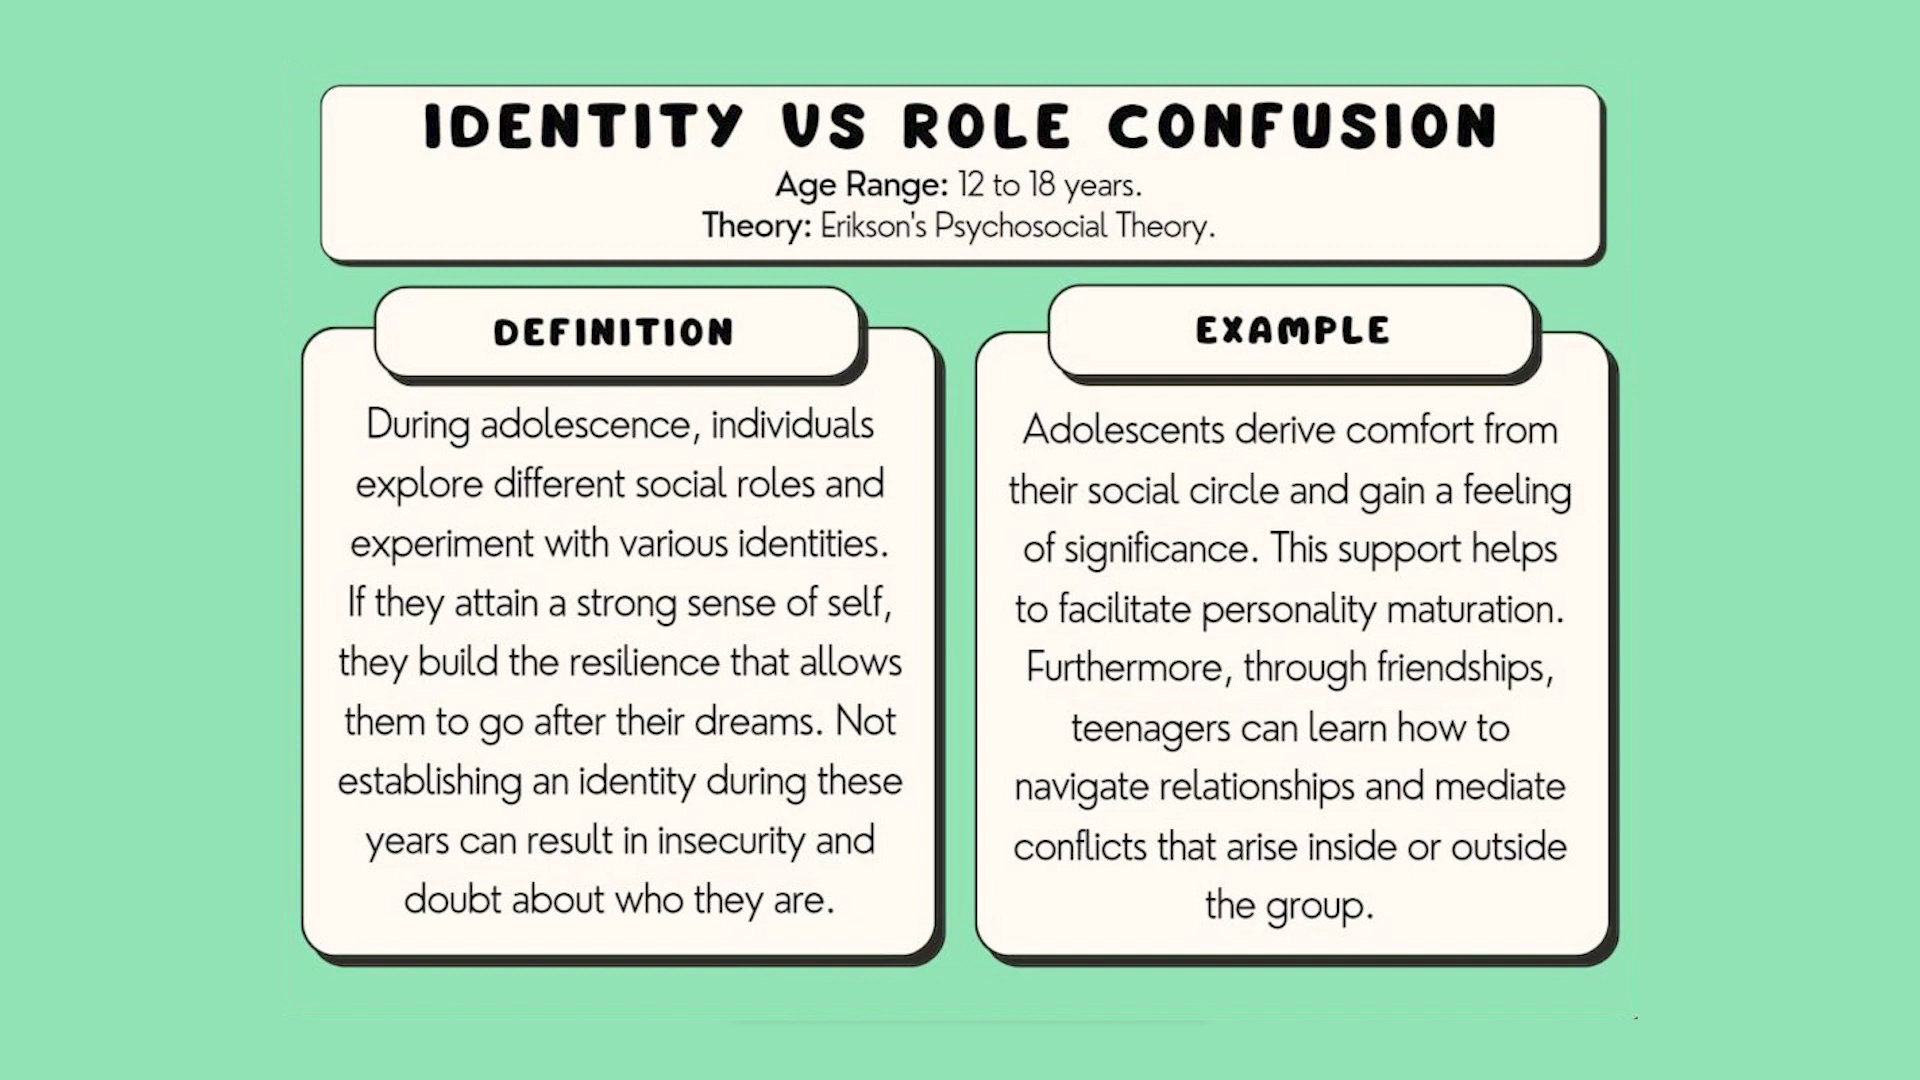 IDENTITY VS ROLE CONFUSION
Age Range: 12 to 18 years.
Theory: Erikson's Psychosocial Theory.
DEFINITION
During adolescence, individuals
explore different social roles and
experiment with various identities.
If they attain a strong sense of self,
they build the resilience that allows
them to go after their dreams. Not
establishing an identity during these
years can result in insecurity and
doubt about who they are.
EXAMPLE
Adolescents derive comfort from
their social circle and gain a feeling
of significance. This support helps
to facilitate personality maturation.
Furthermore, through friendships,
teenagers can learn how to
navigate relationships and mediate
conflicts that arise inside or outside
the group.